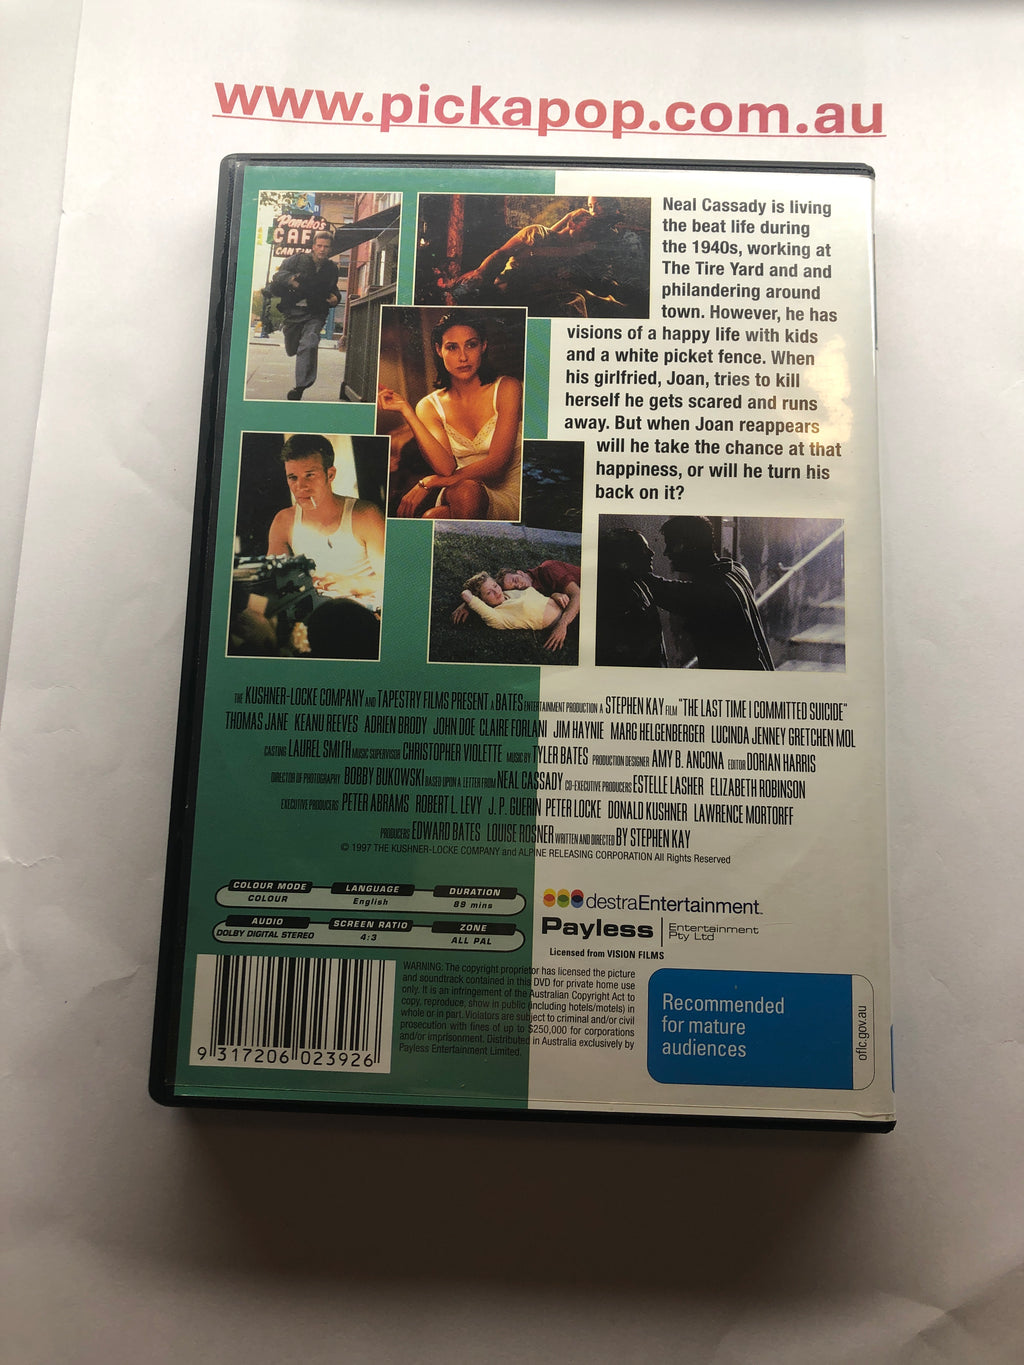 www.pickapop.com.au
Pancho's
CAFE
CANTIN
Neal Cassady is living
the beat life during
the 1940s, working at
The Tire Yard and and
philandering around
town. However, he has
visions of a happy life with kids
and a white picket fence. When
his girlfried, Joan, tries to kill
herself he gets scared and runs
away. But when Joan reappears
will he take the chance at that
happiness, or will he turn his
back on it?
THE KUSHNER-LOCKE COMPANY AND TAPESTRY FILMS PRESENT A BATES ENTERTAINMENT PRODUCTION A STEPHEN KAY FILM "THE LAST TIME I COMMITTED SUICIDE"
THOMAS JANE KEANU REEVES ADRIEN BRODY JOHN DOE CLAIRE FORLANI JIM HAYNIE MARG HELGENBERGER LUCINDA JENNEY GRETCHEN MOL
CASTING LAUREL SMITH MUSIC SUPERVISOR CHRISTOPHER VIOLETTE MUSIC BY TYLER BATES PRODUCTION DESIGNER AMY B. ANCONA EDITOR DORIAN HARRIS
DIRECTOR OF PHOTOGRAPHY BOBBY BUKOWSKI BASED UPON A LETTER FROM NEAL CASSADY CO-EXECUTIVE PRODUCERS ESTELLE LASHER ELIZABETH ROBINSON
EXECUTIVE PRODUCERS PETER ABRAMS ROBERT L. LEVY J. P. GUERIN PETER LOCKE DONALD KUSHNER LAWRENCE MORTORFF
PRODUCERS EDWARD BATES LOUISE ROSNER WRITTEN AND DIRECTED BY STEPHEN KAY
© 1997 THE KUSHNER-LOCKE COMPANY and ALPINE RELEASING CORPORATION All Rights Reserved
COLOUR MODE LANGUAGE DURATION
COLOUR English 89 mins
AUDIO SCREEN RATIO ZONE
DOLBY DIGITAL STEREO 4:3 ALL PAL
destraEntertainment
Payless Entertainment Pty Ltd
Licensed from VISION FILMS
WARNING: The copyright proprietor has licensed the picture
and soundtrack contained in this DVD for private home use
only. It is an infringement of the Australian Copyright Act to
copy, reproduce, show in public (including hotels/motels) in
whole or in part. Violators are subject to criminal and/or civil
prosecution with fines of up to $250,000 for corporations
and/or imprisonment. Distributed in Australia exclusively by
Payless Entertainment Limited.
9 317206 023926
Recommended
for mature
audiences
oflc.gov.au